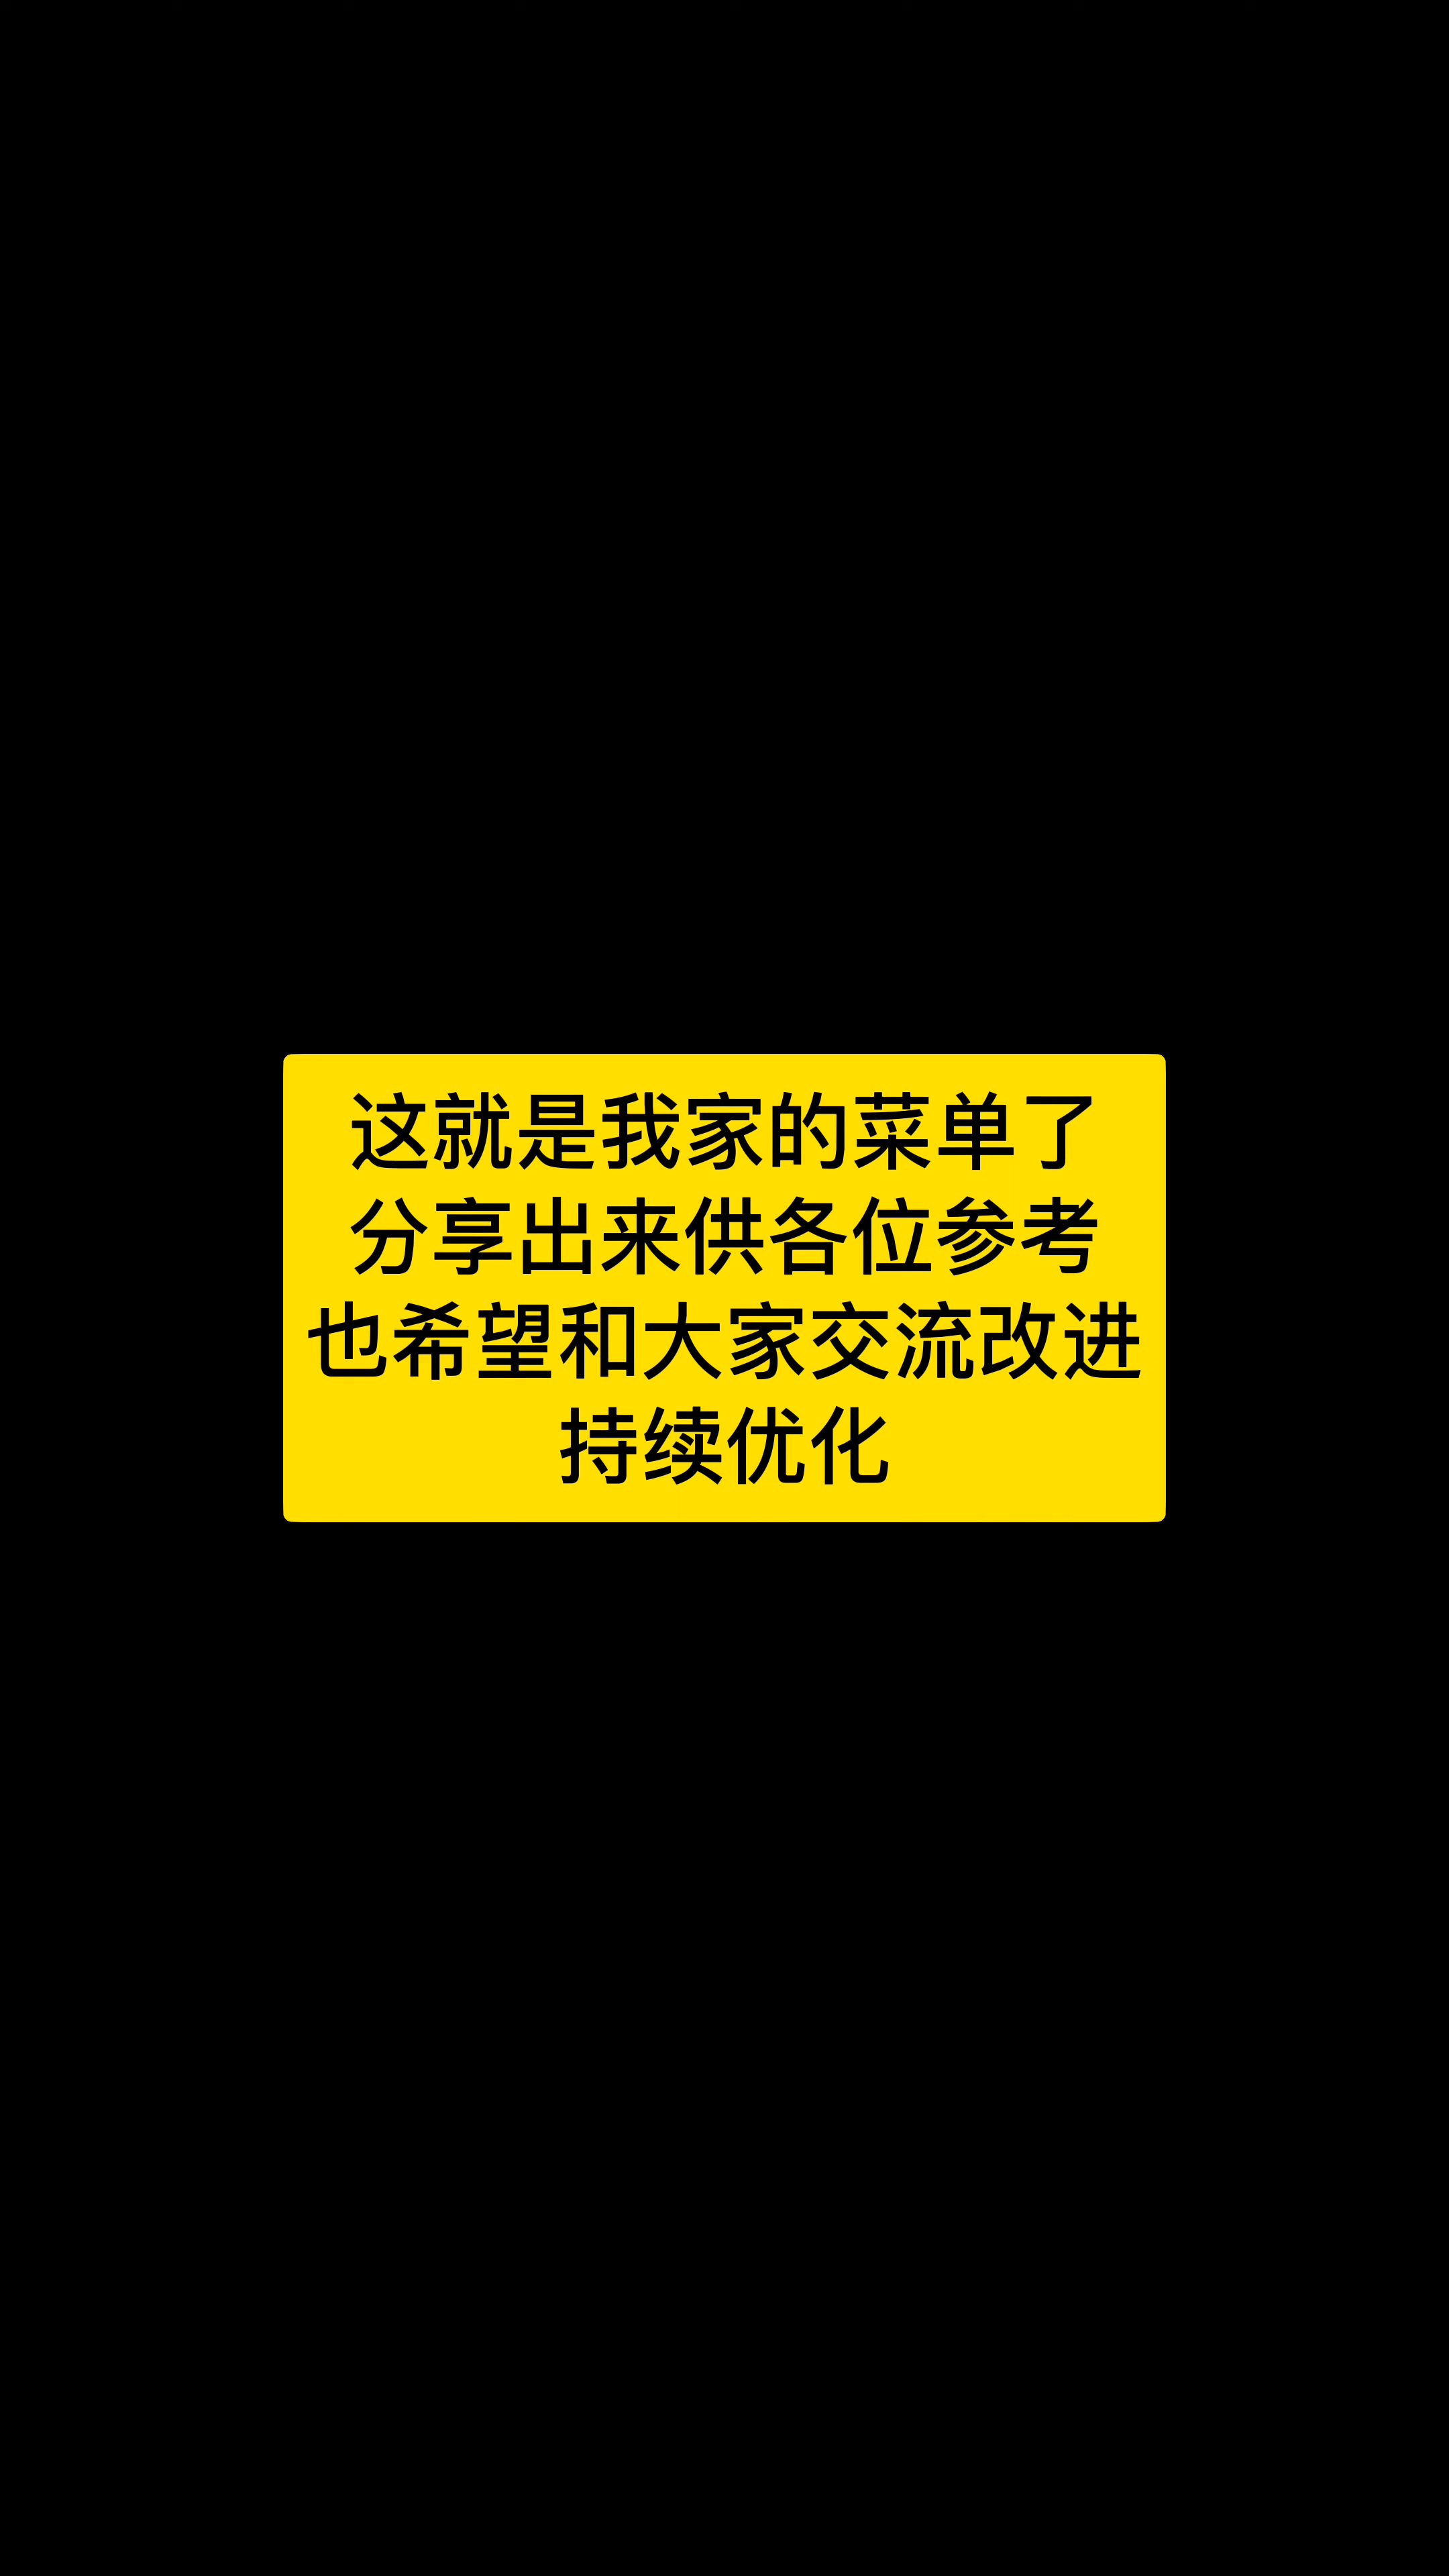 这就是我家的菜单了
分享出来供各位参考
也希望和大家交流改进
持续优化